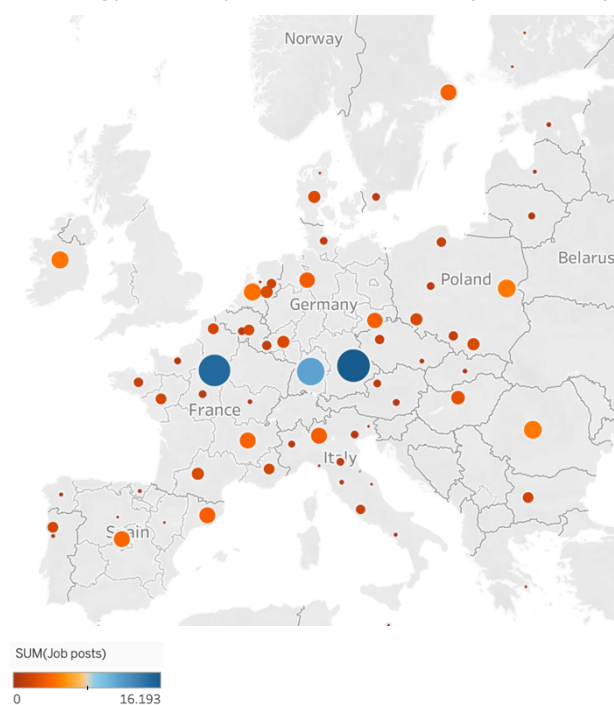 Norway
Belarus
Poland
Germany
France
Italy
Spain
SUM(Job posts)
0
16.193